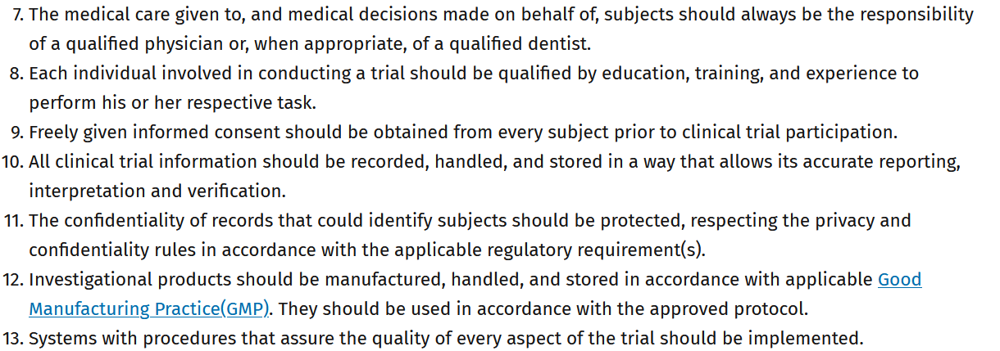 7. The medical care given to, and medical decisions made on behalf of, subjects should always be the responsibility
of a qualified physician or, when appropriate, of a qualified dentist.
8. Each individual involved in conducting a trial should be qualified by education, training, and experience to
perform his or her respective task.
9. Freely given informed consent should be obtained from every subject prior to clinical trial participation.
10. All clinical trial information should be recorded, handled, and stored in a way that allows its accurate reporting,
interpretation and verification.
11. The confidentiality of records that could identify subjects should be protected, respecting the privacy and
confidentiality rules in accordance with the applicable regulatory requirement(s).
12. Investigational products should be manufactured, handled, and stored in accordance with applicable Good
Manufacturing Practice(GMP). They should be used in accordance with the approved protocol.
13. Systems with procedures that assure the quality of every aspect of the trial should be implemented.